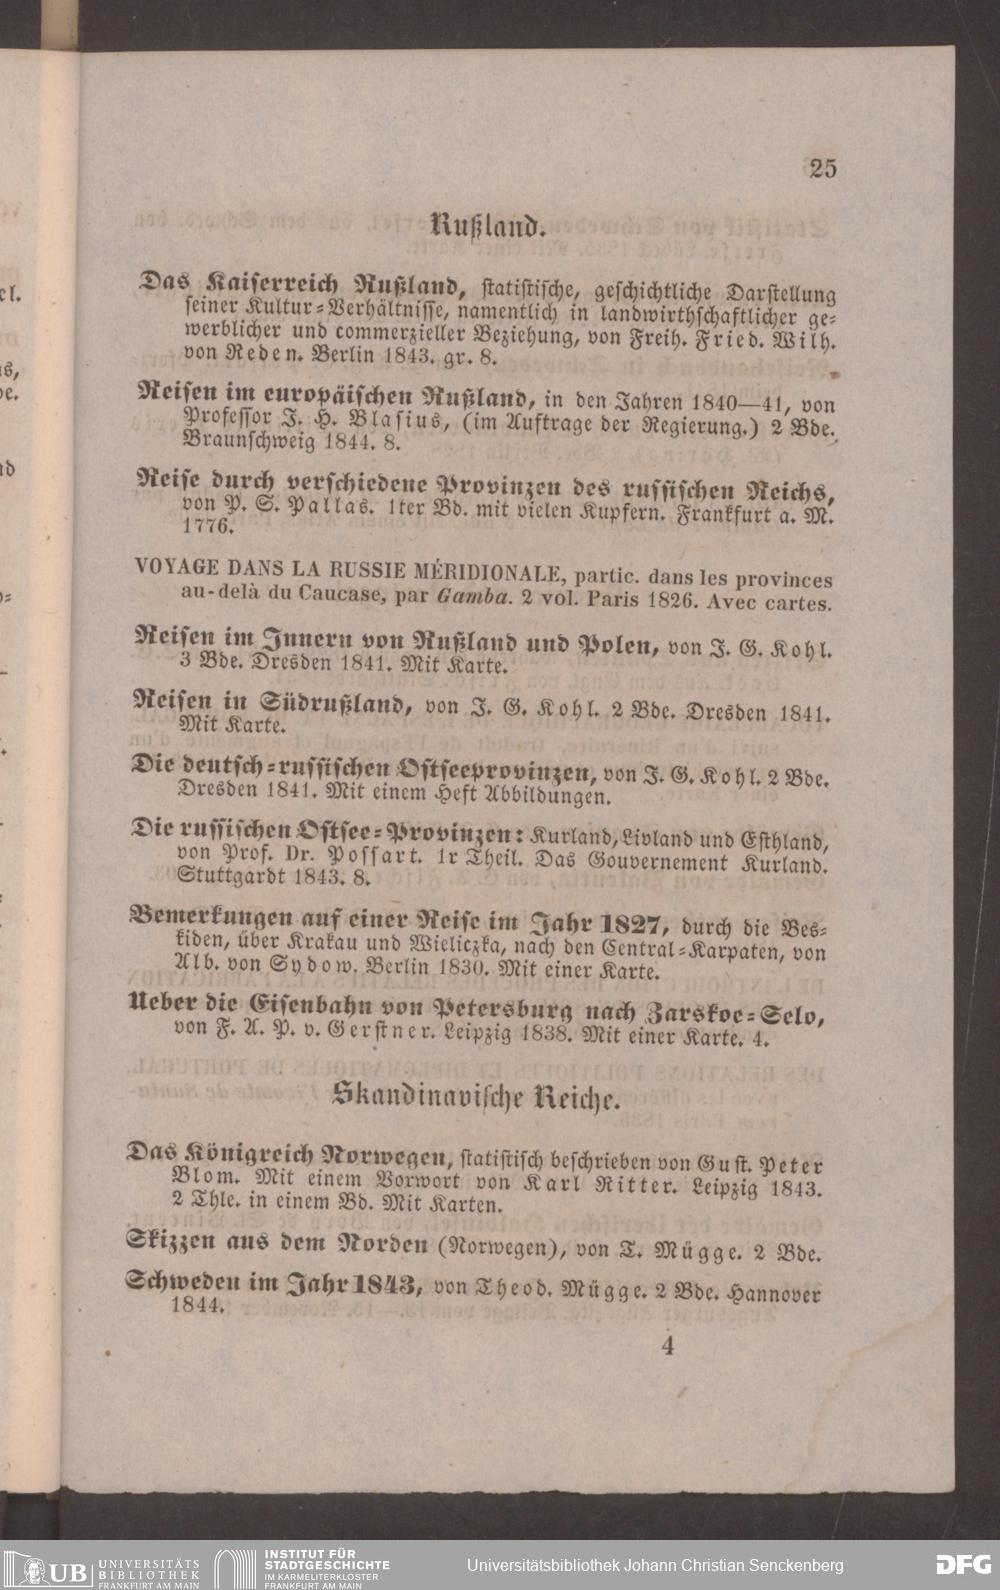 25
Rußland.
Das Kaiserreich Rußland, statistische, geschichtliche Darstellung
seiner Kultur-Verhältnisse, namentlich in landwirthschaftlicher ge-
werblicher und commerzieller Beziehung, von Freih. Fried. Wilh.
von Reden. Berlin 1843. gr. 8.
Reisen im europäischen Rußland, in den Jahren 1840—41, von
Professor J. H. Blasius, (im Auftrage der Regierung.) 2 Bde.
Braunschweig 1844. 8.
Reise durch verschiedene Provinzen des russischen Reichs,
von P. S. Pallas. 1ter Bd. mit vielen Kupfern. Frankfurt a. M.
1776.
VOYAGE DANS LA RUSSIE MÉRIDIONALE, partic. dans les provinces
au-delà du Caucase, par Gamba. 2 vol. Paris 1826. Avec cartes.
Reisen im Innern von Rußland und Polen, von J. G. Kohl.
3 Bde. Dresden 1841. Mit Karte.
Reisen in Südrußland, von J. G. Kohl. 2 Bde. Dresden 1841.
Mit Karte.
Die deutsch-russischen Ostseeprovinzen, von J. G. Kohl. 2 Bde.
Dresden 1841. Mit einem Heft Abbildungen.
Die russischen Ostsee-Provinzen: Kurland, Livland und Esthland,
von Prof. Dr. Possart. 1r Theil. Das Gouvernement Kurland.
Stuttgardt 1843. 8.
Bemerkungen auf einer Reise im Jahr 1827, durch die Bes-
kiden, über Krakau und Wieliczka, nach den Central-Karpaten, von
Alb. von Sydow. Berlin 1830. Mit einer Karte.
Ueber die Eisenbahn von Petersburg nach Zarskoe-Selo,
von F. A. P. v. Gerstner. Leipzig 1838. Mit einer Karte. 4.
Skandinavische Reiche.
Das Königreich Norwegen, statistisch beschrieben von Gust. Peter
Blom. Mit einem Vorwort von Karl Ritter. Leipzig 1843.
2 Thle. in einem Bd. Mit Karten.
Skizzen aus dem Norden (Norwegen), von T. Mügge. 2 Bde.
Schweden im Jahr 1843, von Theod. Mügge. 2 Bde. Hannover
1844.
4
UB UNIVERSITÄTS
BIBLIOTHEK
FRANKFURT AM MAIN
INSTITUT FÜR
STADTGESCHICHTE
IM KARMELITERKLOSTER
FRANKFURT AM MAIN
Universitätsbibliothek Johann Christian Senckenberg
DFG